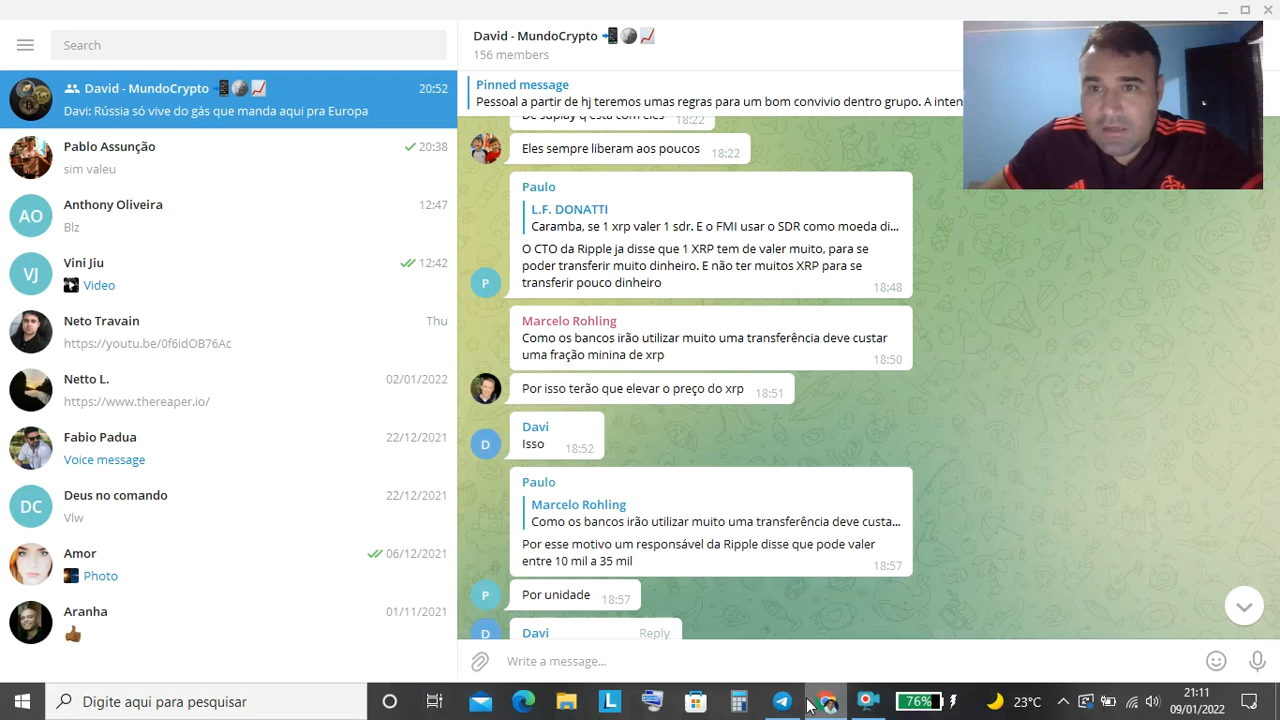 Search
David - MundoCrypto
20:52
Davi: Rússia só vive do gás que manda aqui pra Europa
Pablo Assunção
20:38
sim valeu
AO
Anthony Oliveira
12:47
Blz
VJ
Vini Jiu
12:42
Video
Neto Travain
Thu
https://youtu.be/0f6idOB76Ac
Netto L.
02/01/2022
https://www.thereaper.io/
Fabio Padua
22/12/2021
Voice message
DC
Deus no comando
22/12/2021
Vlw
Amor
06/12/2021
Photo
Aranha
01/11/2021
David - MundoCrypto
156 members
Pinned message
Pessoal a partir de hj teremos umas regras para um bom convivio dentro grupo. A inten
De suplay q esta com eles 18:22
Eles sempre liberam aos poucos 18:22
Paulo
L.F. DONATTI
Caramba, se 1 xrp valer 1 sdr. E o FMI usar o SDR como moeda di...
O CTO da Ripple ja disse que 1 XRP tem de valer muito, para se
poder transferir muito dinheiro. E não ter muitos XRP para se
transferir pouco dinheiro
18:48
P
Marcelo Rohling
Como os bancos irão utilizar muito uma transferência deve custar
uma fração minina de xrp
18:50
Por isso terão que elevar o preço do xrp 18:51
Davi
Isso
18:52
D
Paulo
Marcelo Rohling
Como os bancos irão utilizar muito uma transferência deve custa...
Por esse motivo um responsável da Ripple disse que pode valer
entre 10 mil a 35 mil
18:57
P
Por unidade 18:57
D
Davi
Reply
Write a message...
Digite aqui para pesquisar
L
76%
23°C
21:11
09/01/2022